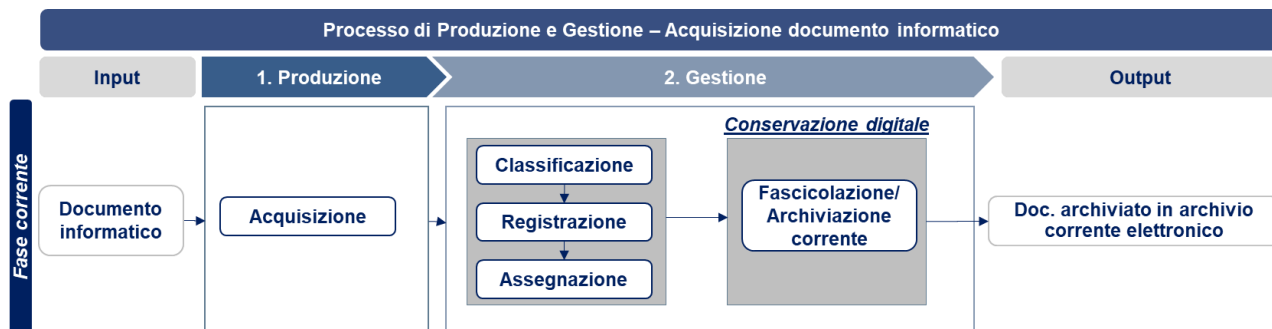 Processo di Produzione e Gestione – Acquisizione documento informatico
Input
1. Produzione
2. Gestione
Output
Fase corrente
Documento
informatico
Acquisizione
Classificazione
Registrazione
Assegnazione
Conservazione digitale
Fascicolazione/
Archiviazione
corrente
Doc. archiviato in archivio
corrente elettronico